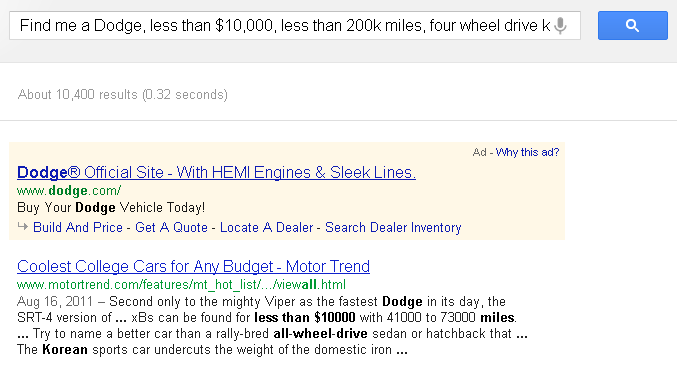 Find me a Dodge, less than $10,000, less than 200k miles, four wheel drive k
About 10,400 results (0.32 seconds)
Ad - Why this ad?
Dodge® Official Site - With HEMI Engines & Sleek Lines.
www.dodge.com/
Buy Your Dodge Vehicle Today!
Build And Price - Get A Quote - Locate A Dealer - Search Dealer Inventory
Coolest College Cars for Any Budget - Motor Trend
www.motortrend.com/features/mt_hot_list/.../viewall.html
Aug 16, 2011 – Second only to the mighty Viper as the fastest Dodge in its day, the
SRT-4 version of ... xBs can be found for less than $10000 with 41000 to 73000 miles.
... Try to name a better car than a rally-bred all-wheel-drive sedan or hatchback that ...
The Korean sports car undercuts the weight of the domestic iron ...